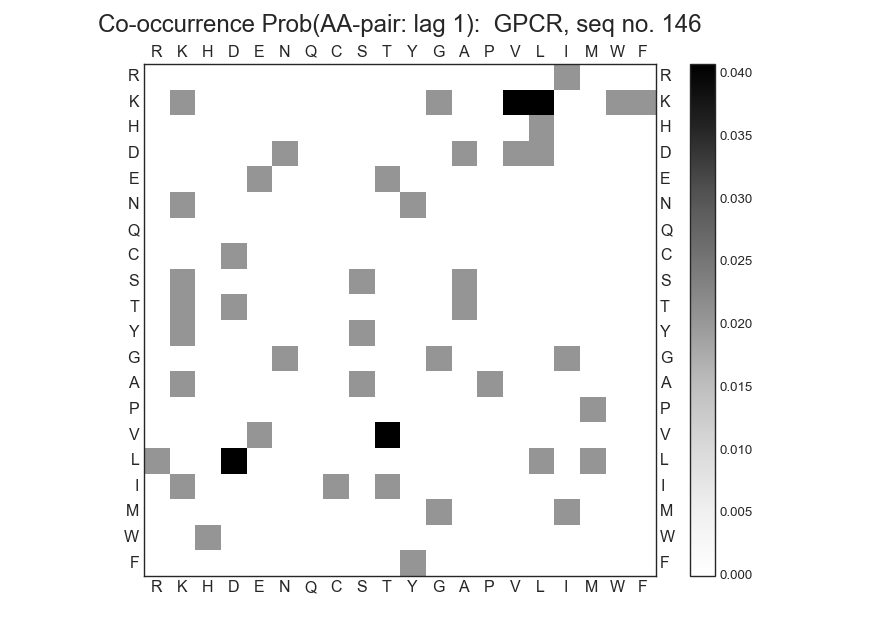 Co-occurrence Prob(AA-pair: lag 1):  GPCR, seq no. 146
R K H D E N Q C S T Y G A P V L I M W F
R R 0.040
K K
H H 0.035
D D
E E 0.030
N N
Q Q
C C 0.025
S S
T T 0.020
Y Y
G G 0.015
A A
P P
V V 0.010
L L
I I 0.005
M M
W W
F F 0.000
R K H D E N Q C S T Y G A P V L I M W F